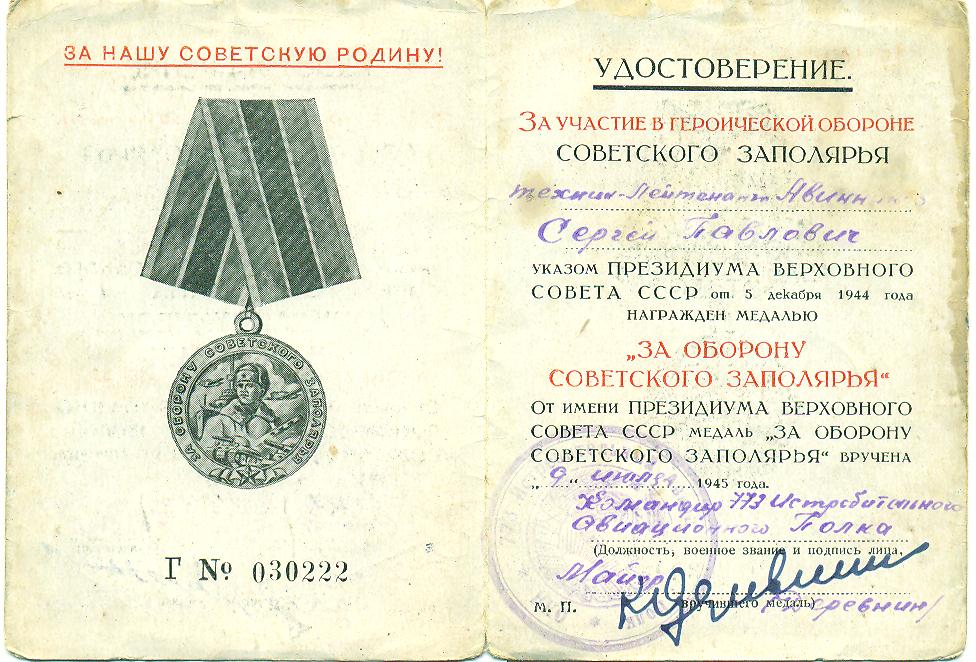 ЗА НАШУ СОВЕТСКУЮ РОДИНУ!
ЗА ОБОРОНУ СОВЕТСКОГО ЗАПОЛЯРЬЯ
Г № 030222
УДОСТОВЕРЕНИЕ.
ЗА УЧАСТИЕ В ГЕРОИЧЕСКОЙ ОБОРОНЕ
СОВЕТСКОГО ЗАПОЛЯРЬЯ
техник-Лейтенант
Сергей Павлович
УКАЗОМ ПРЕЗИДИУМА ВЕРХОВНОГО
СОВЕТА СССР от 5 декабря 1944 года
НАГРАЖДЕН МЕДАЛЬЮ
„ЗА ОБОРОНУ
СОВЕТСКОГО ЗАПОЛЯРЬЯ“
ОТ ИМЕНИ ПРЕЗИДИУМА ВЕРХОВНОГО
СОВЕТА СССР МЕДАЛЬ „ЗА ОБОРОНУ
СОВЕТСКОГО ЗАПОЛЯРЬЯ“ ВРУЧЕНА
„9“ 1945 года.
Командир 773 Истребительного
Авиационного Полка
(Должность, военное звание и подпись лица,
Майор
М. П. вручившего медаль)